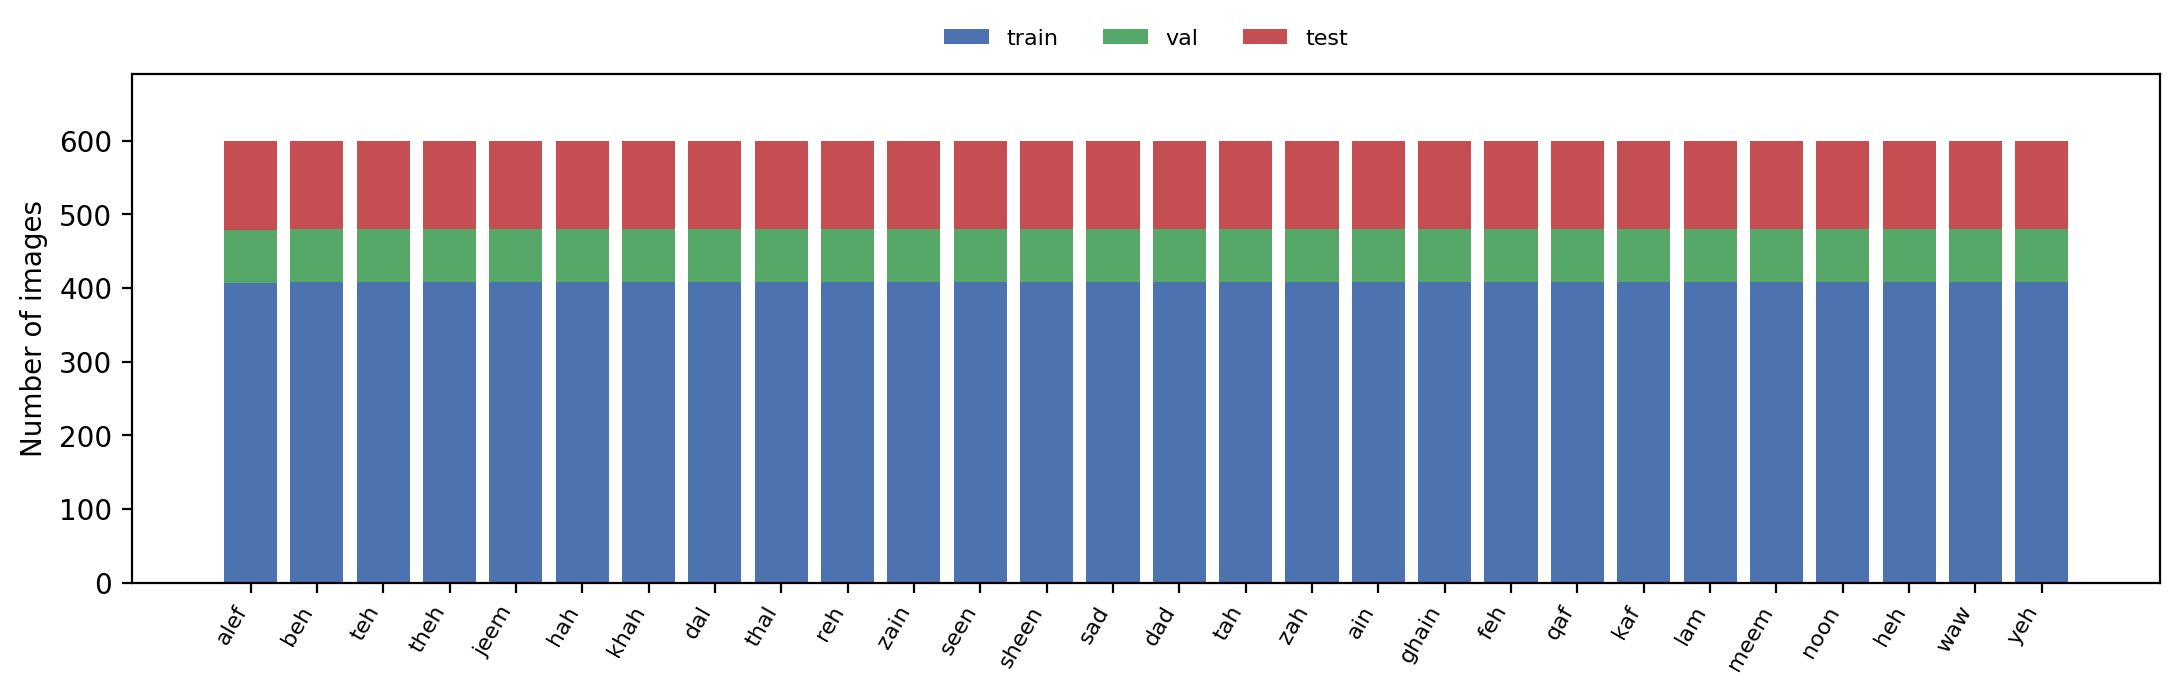 train val test
Number of images
600
500
400
300
200
100
0
alef beh teh theh jeem hah khah dal thal reh zain seen sheen sad dad tah zah ain ghain feh qaf kaf lam meem noon heh waw yeh